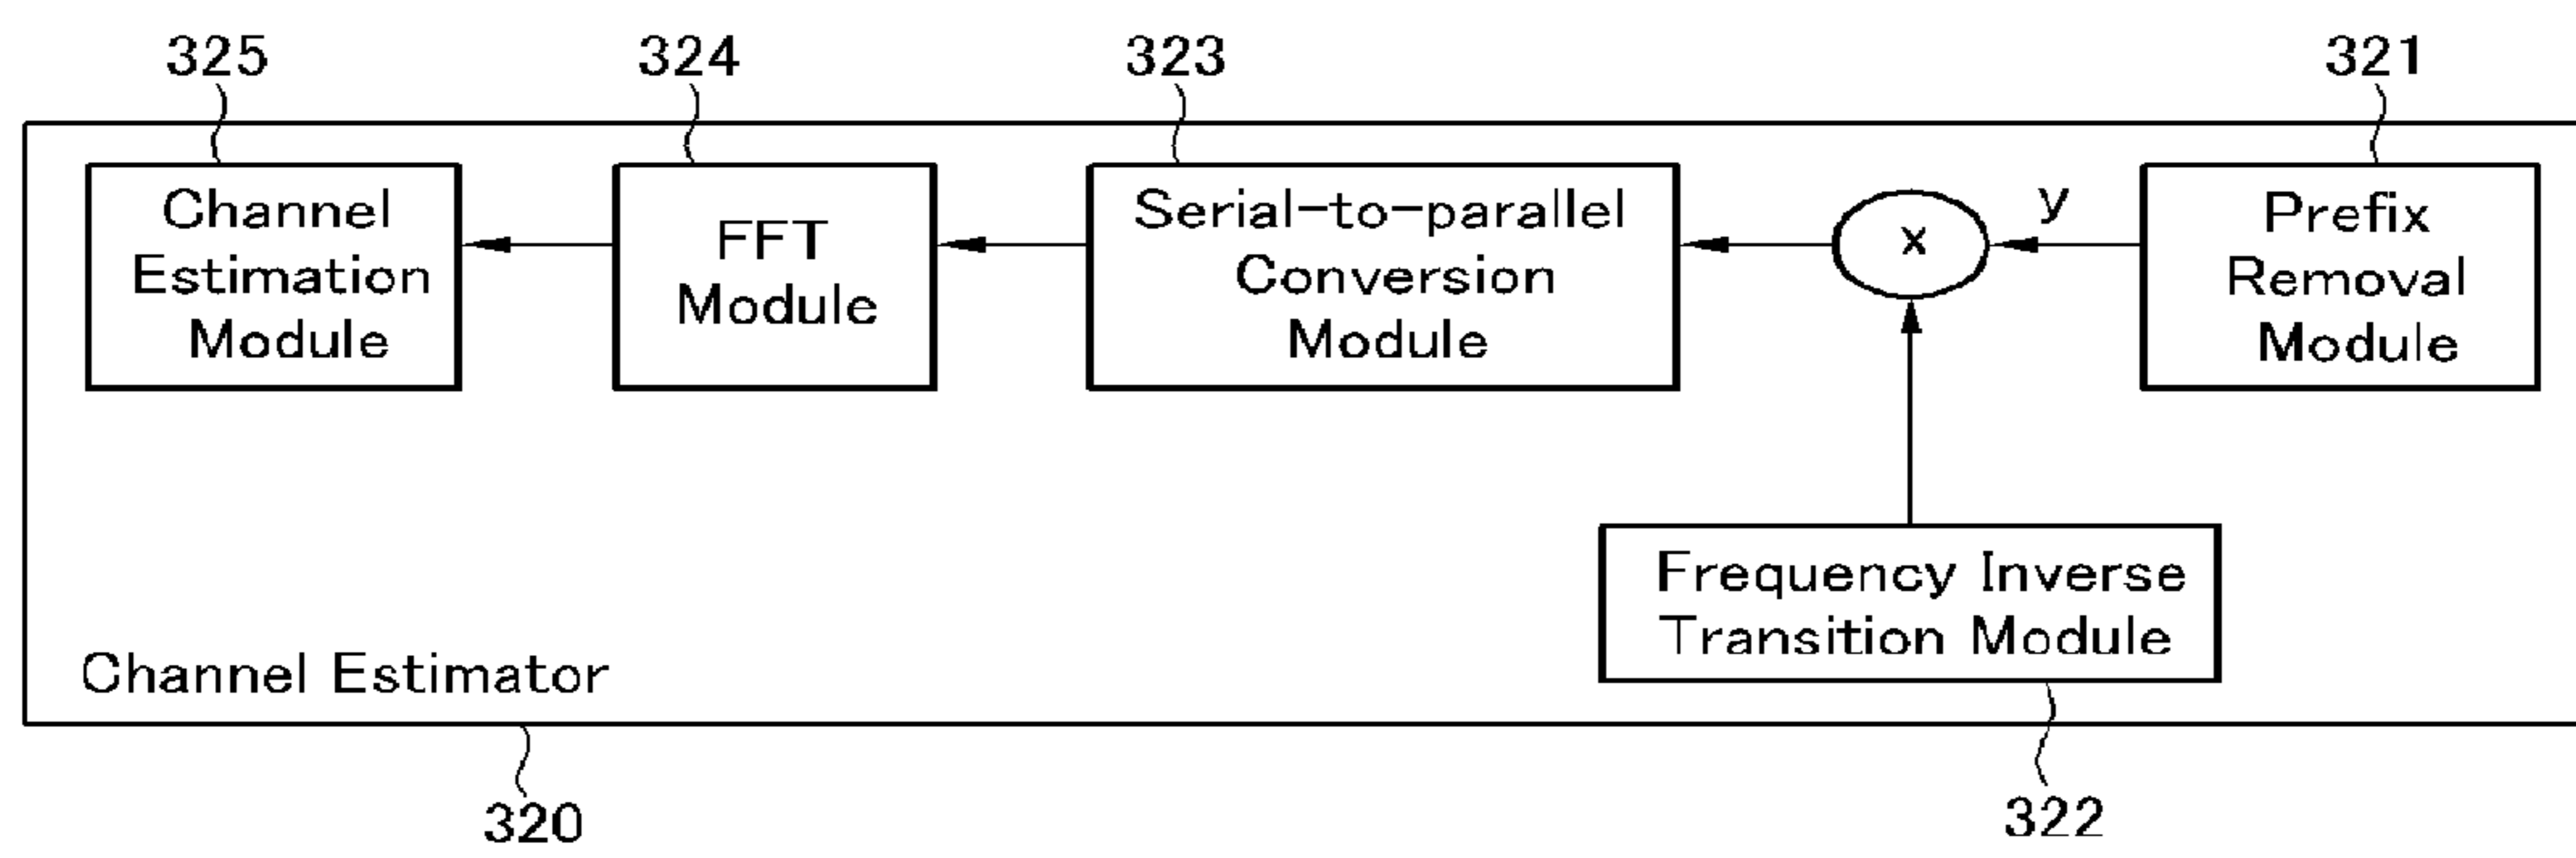 325
324
323
321
Channel
Estimation
Module
FFT
Module
Serial-to-parallel
Conversion
Module
x
y
Prefix
Removal
Module
Frequency Inverse
Transition Module
Channel Estimator
320
322